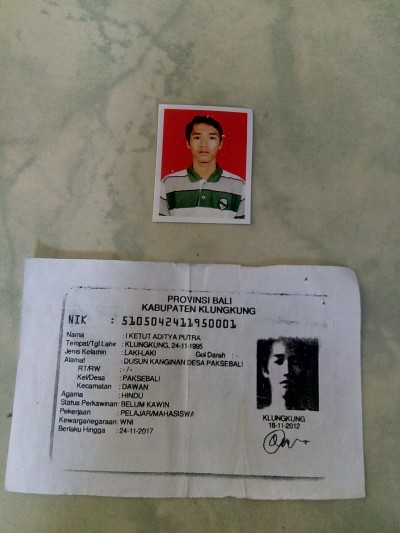 PROVINSI BALI
KABUPATEN KLUNGKUNG
NIK : 5105042411950001
Nama : I KETUT ADITYA PUTRA
Tempat/Tgl Lahir : KLUNGKUNG, 24-11-1995
Jenis Kelamin : LAKI-LAKI Gol Darah : -
Alamat : DUSUN KANGINAN DESA PAKSEBALI
RT/RW : -/-
Kel/Desa : PAKSEBALI
Kecamatan : DAWAN
Agama : HINDU
Status Perkawinan: BELUM KAWIN
Pekerjaan : PELAJAR/MAHASISWA
Kewarganegaraan: WNI
Berlaku Hingga : 24-11-2017
KLUNGKUNG
18-11-2012